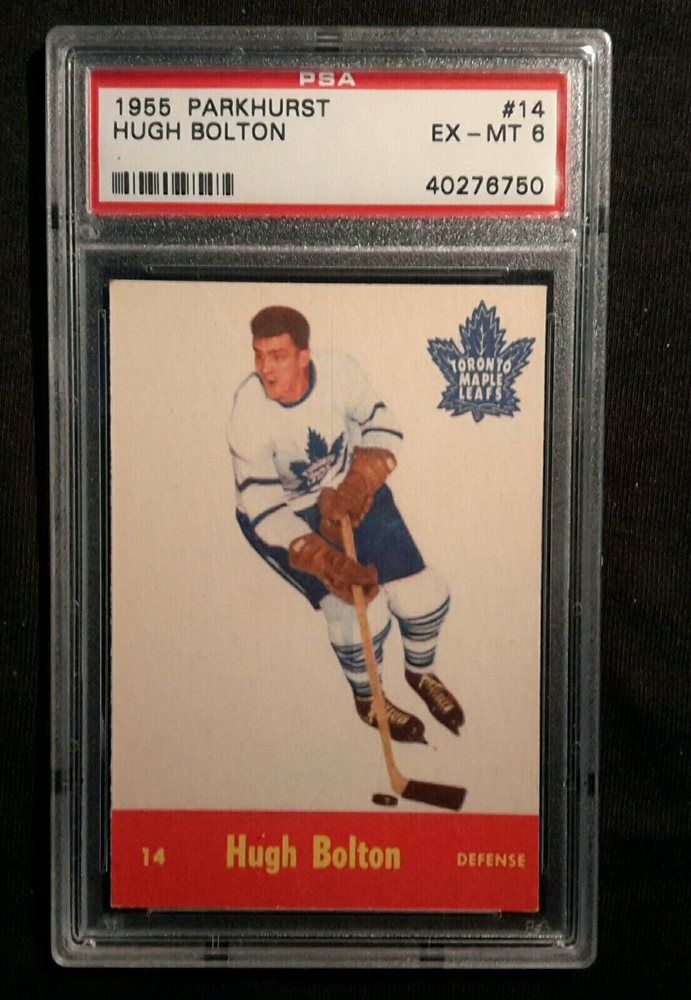 PSA
1955 PARKHURST #14
HUGH BOLTON EX-MT 6
40276750
TORONTO
MAPLE
LEAFS
14 Hugh Bolton DEFENSE